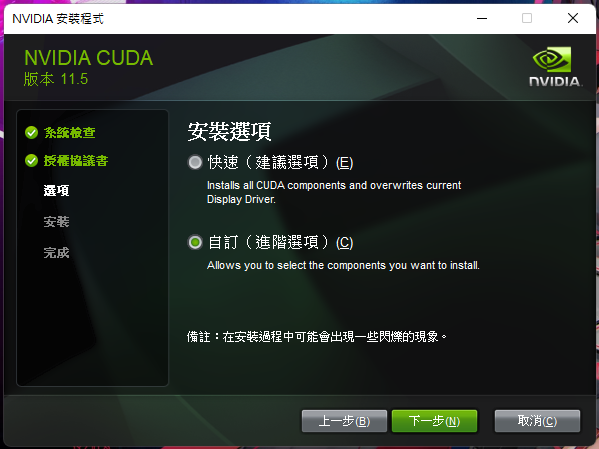 NVIDIA 安裝程式
NVIDIA CUDA
版本 11.5
NVIDIA.
系統檢查
授權協議書
選項
安裝
完成
安裝選項
快速（建議選項）(E)
Installs all CUDA components and overwrites current
Display Driver.
自訂（進階選項）(C)
Allows you to select the components you want to install.
備註：在安裝過程中可能會出現一些閃爍的現象。
上一步(B)
下一步(N)
取消(C)